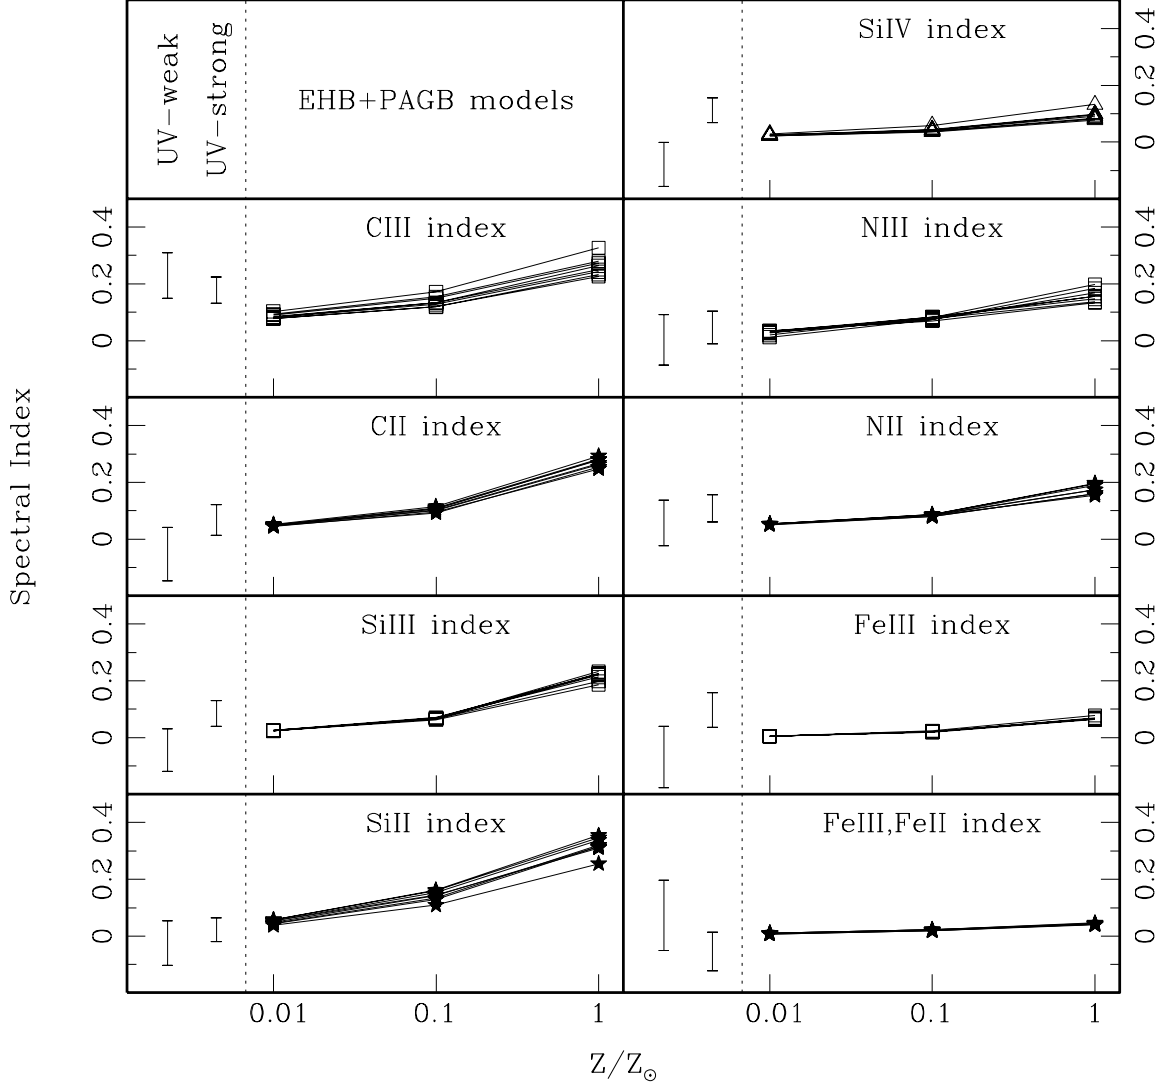 UV-weak
UV-strong
EHB+PAGB models
SiIV index
0.4
0.2
0
CIII index
0.4
0.2
0
NIII index
0.4
0.2
0
CII index
0.4
0.2
0
NII index
0.4
0.2
0
SiIII index
0.4
0.2
0
FeIII index
0.4
0.2
0
SiII index
0.4
0.2
0
FeIII,FeII index
0.4
0.2
0
0.01 0.1 1
0.01 0.1 1
Spectral Index
Z/Z☉